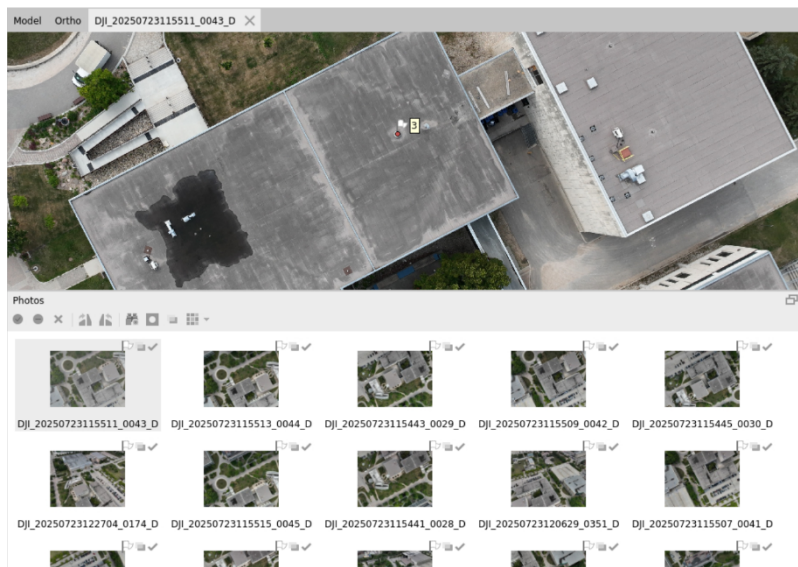 Model Ortho DJI_20250723115511_0043_D
3
Photos
DJI_20250723115511_0043_D DJI_20250723115513_0044_D DJI_20250723115443_0029_D DJI_20250723115509_0042_D DJI_20250723115445_0030_D
DJI_20250723122704_0174_D DJI_20250723115515_0045_D DJI_20250723115441_0028_D DJI_20250723120629_0351_D DJI_20250723115507_0041_D